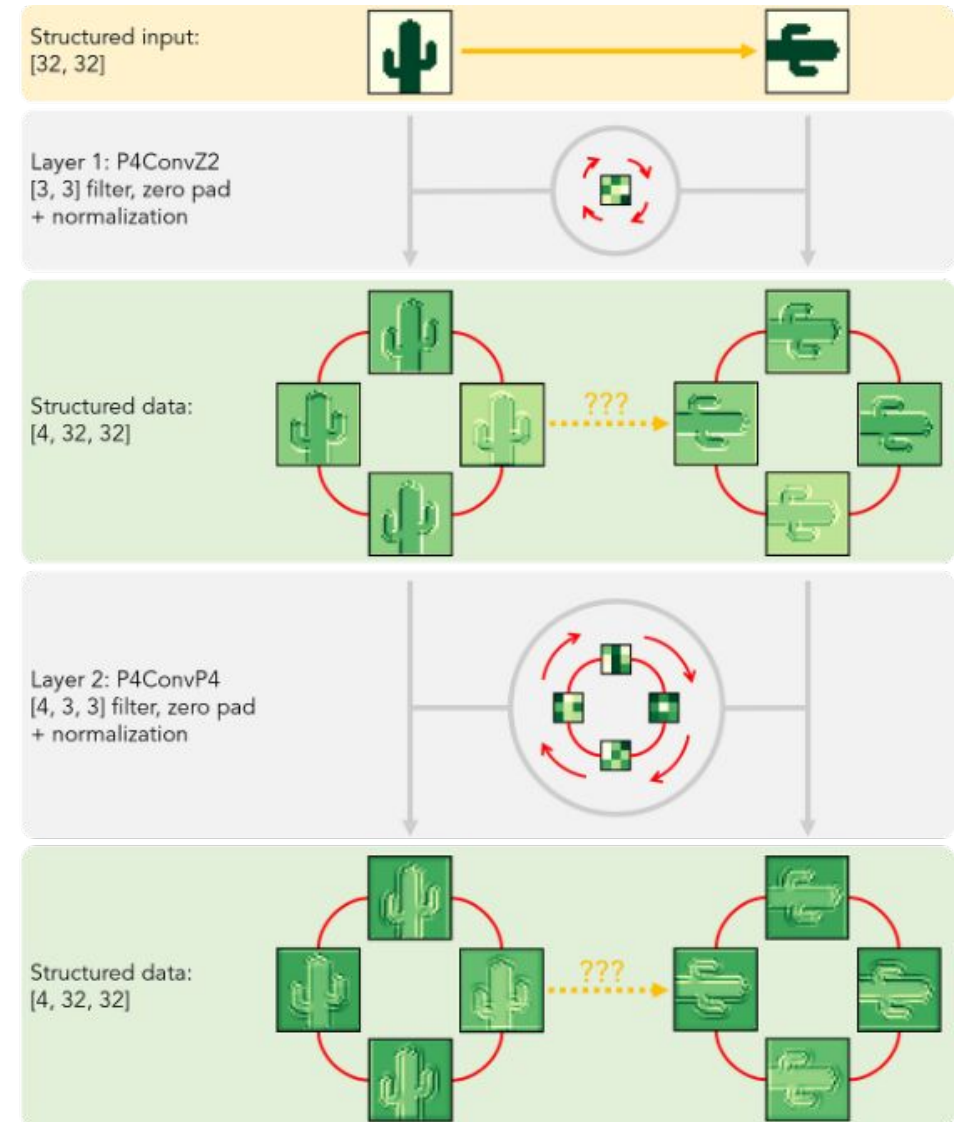 Structured input:
[32, 32]
Layer 1: P4ConvZ2
[3, 3] filter, zero pad
+ normalization
Structured data:
[4, 32, 32]
???
Layer 2: P4ConvP4
[4, 3, 3] filter, zero pad
+ normalization
Structured data:
[4, 32, 32]
???